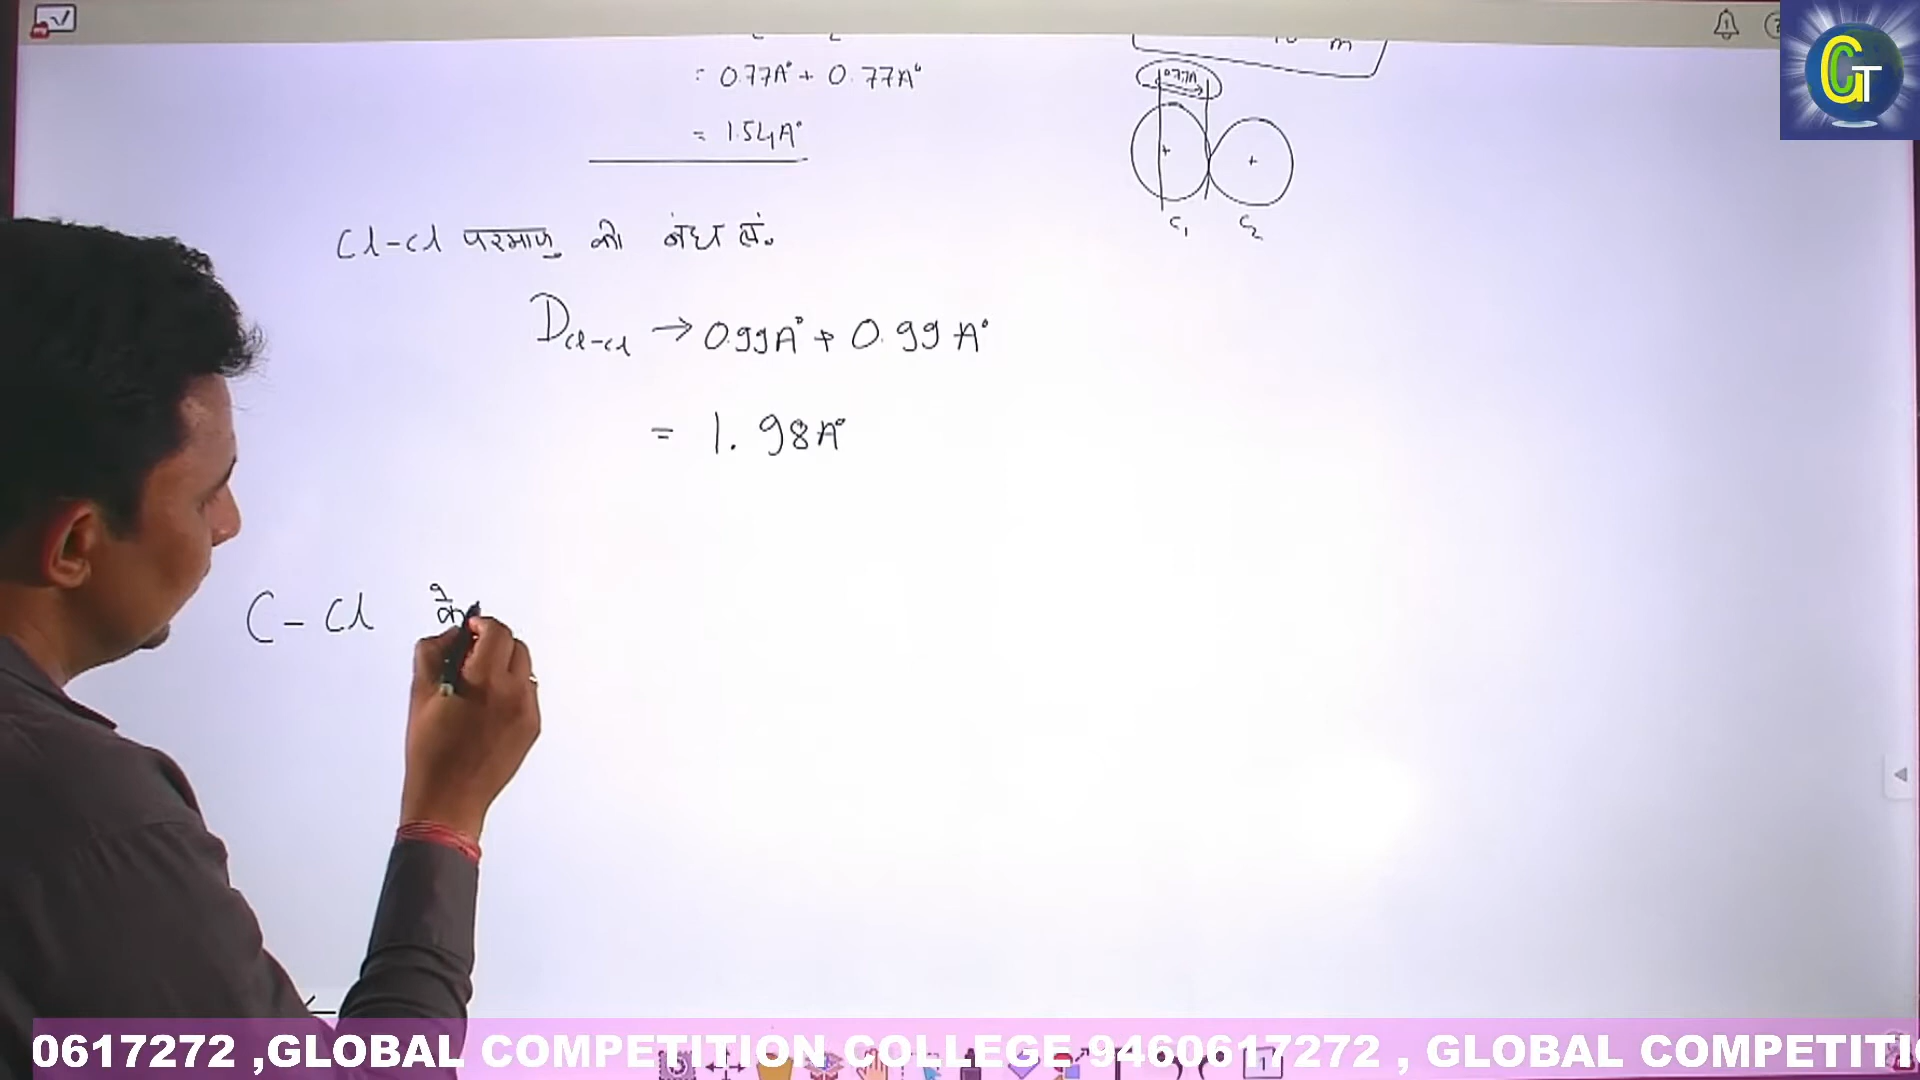 = 0.77A° + 0.77A°
= 1.54A°
0.77A
C₁ C₂
Cl-Cl परमाणु की बंध लं.
D Cl-Cl → 0.99A° + 0.99A°
= 1.98A°
C-Cl
G T
0617272 ,GLOBAL COMPETITION COLLEGE 9460617272 , GLOBAL COMPETITI